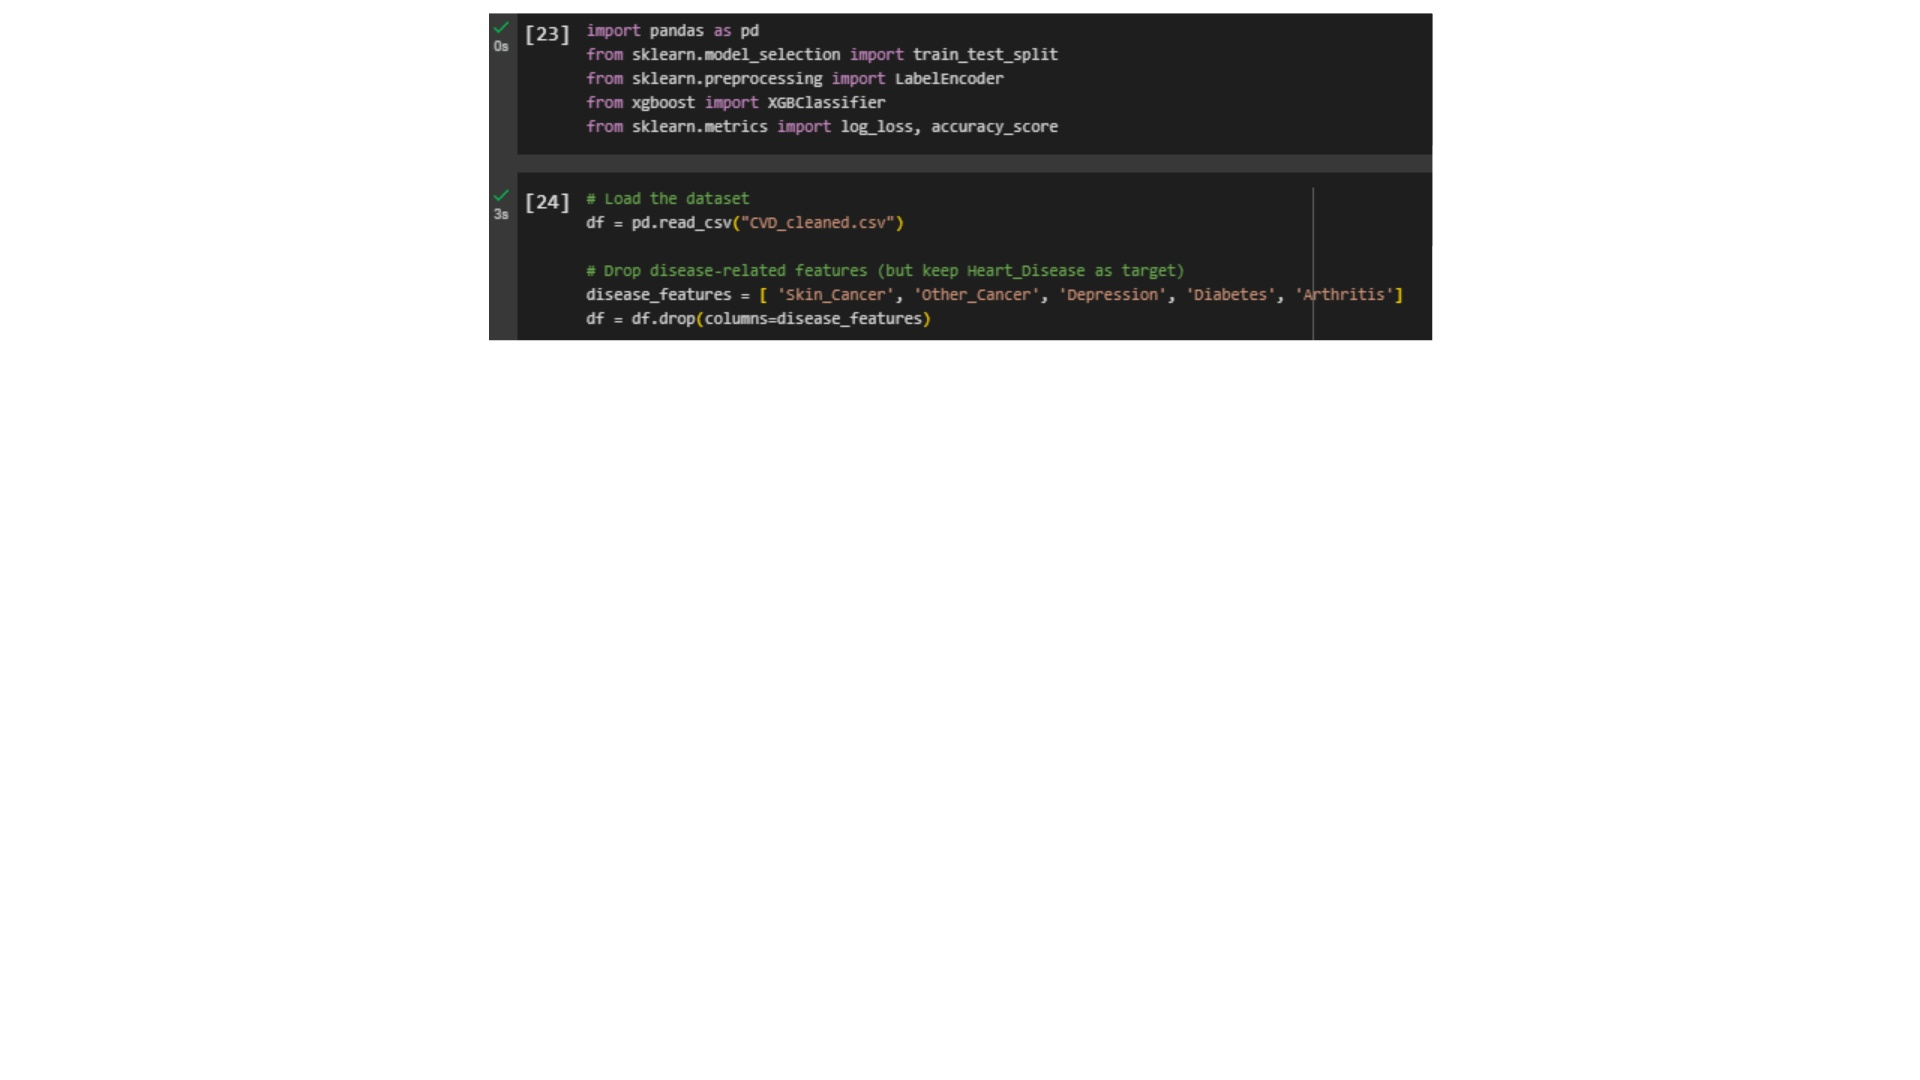 [23] import pandas as pd
0s
from sklearn.model_selection import train_test_split
from sklearn.preprocessing import LabelEncoder
from xgboost import XGBClassifier
from sklearn.metrics import log_loss, accuracy_score
[24] # Load the dataset
3s
df = pd.read_csv("CVD_cleaned.csv")
# Drop disease-related features (but keep Heart_Disease as target)
disease_features = [ 'Skin_Cancer', 'Other_Cancer', 'Depression', 'Diabetes', 'Arthritis']
df = df.drop(columns=disease_features)